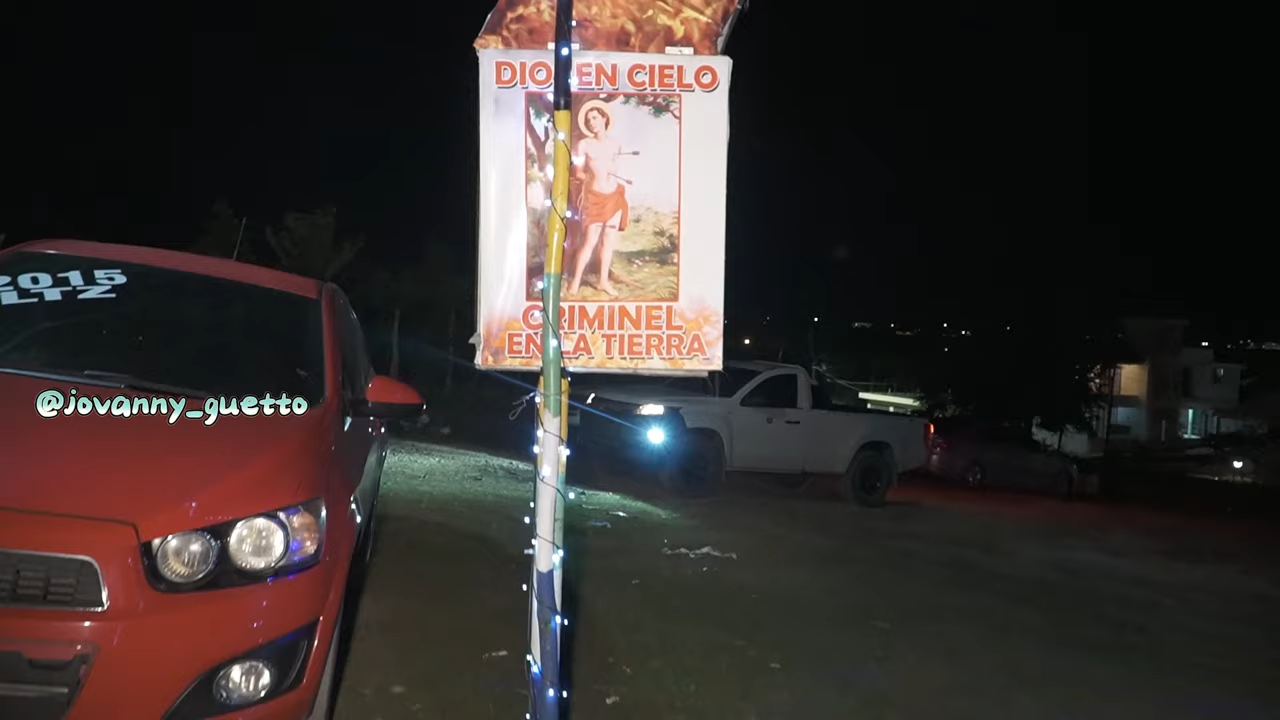 DIO EN CIELO
CRIMINEL
EN LA TIERRA
2015
LTZ
@jovanny_guetto